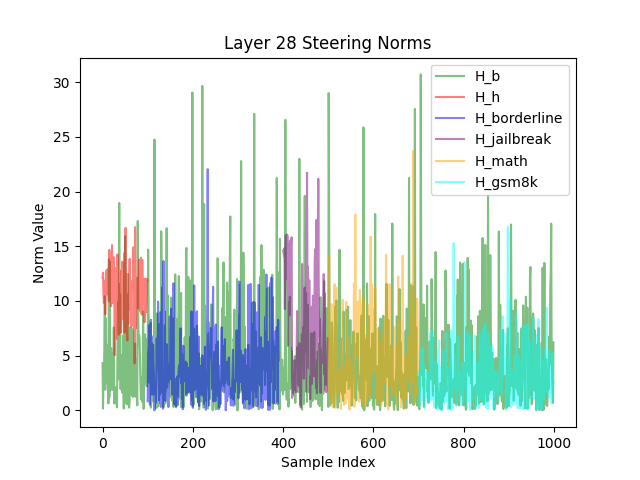 Layer 28 Steering Norms
Norm Value
30
25
20
15
10
5
0
H_b
H_h
H_borderline
H_jailbreak
H_math
H_gsm8k
0 200 400 600 800 1000
Sample Index